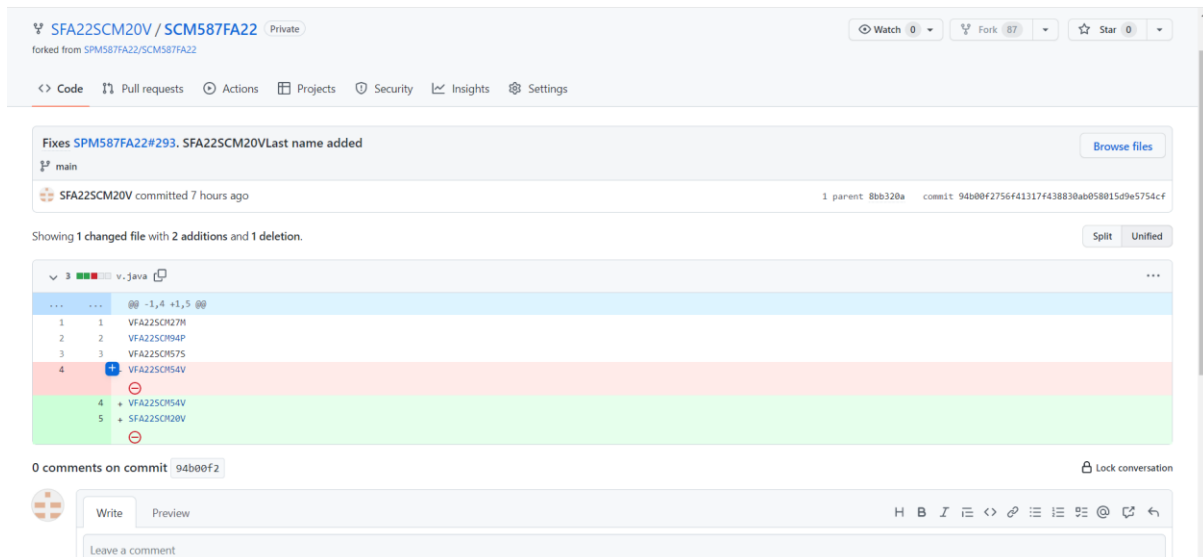 SFA22SCM20V / SCM587FA22 Private Watch 0 Fork 87 Star 0
forked from SPM587FA22/SCM587FA22
<> Code Pull requests Actions Projects Security Insights Settings
Fixes SPM587FA22#293. SFA22SCM20VLast name added Browse files
main
SFA22SCM20V committed 7 hours ago 1 parent 8bb320a commit 94b00f2756f41317f438830ab058015d9e5754cf
Showing 1 changed file with 2 additions and 1 deletion. Split Unified
3 v.java ...
... ... @@ -1,4 +1,5 @@
1 1 VFA22SCM27M
2 2 VFA22SCM94P
3 3 VFA22SCM57S
4 VFA22SCM54V
4 + VFA22SCM54V
5 + SFA22SCM20V
0 comments on commit 94b00f2 Lock conversation
Write Preview H B I <> @
Leave a comment